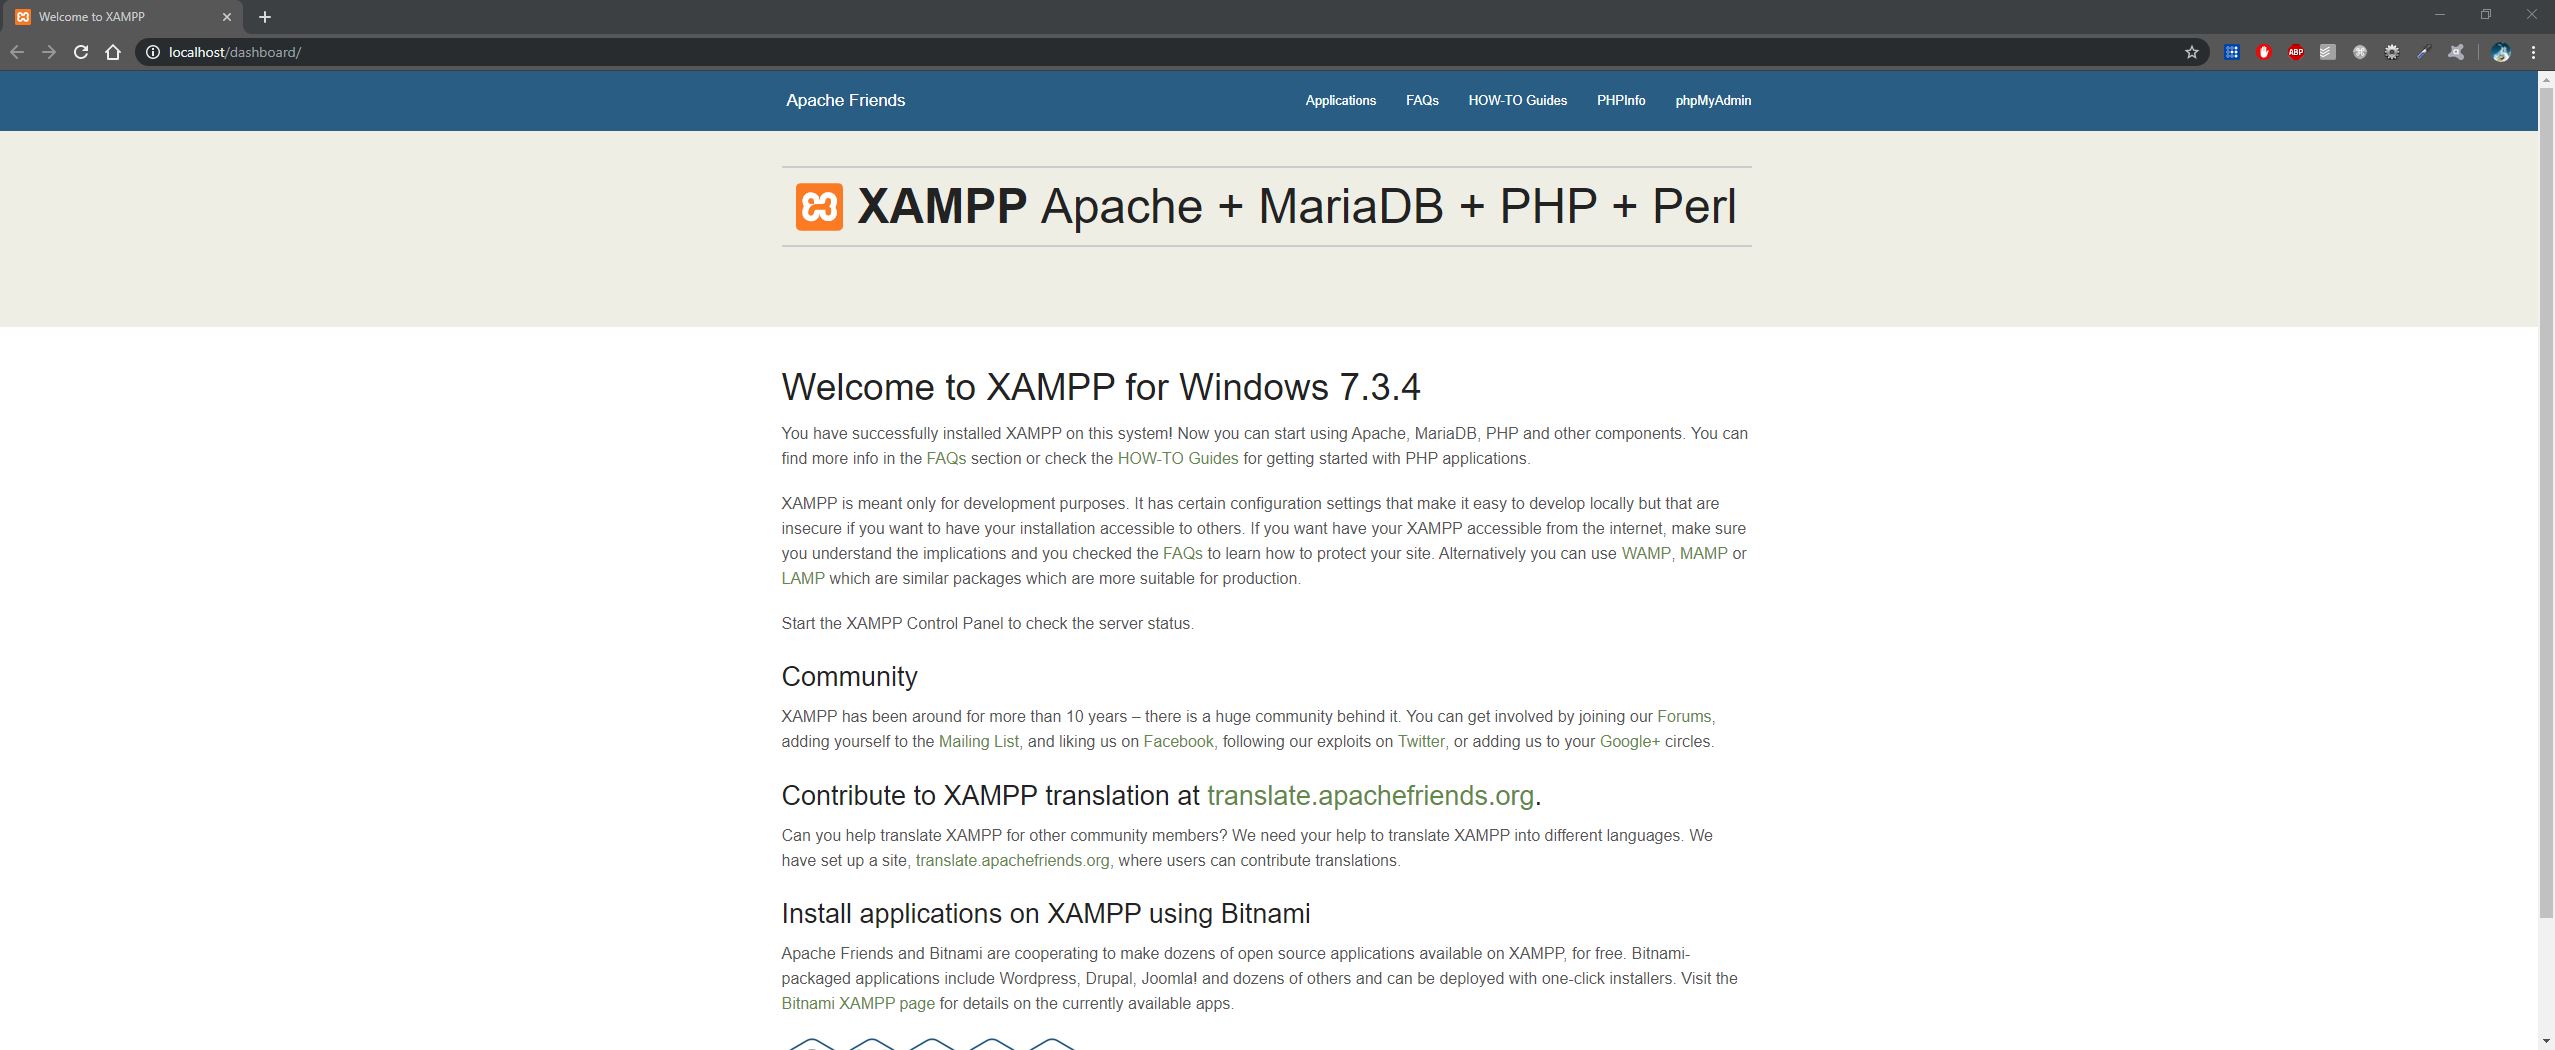 Welcome to XAMPP
localhost/dashboard/
ABP
Apache Friends
Applications
FAQs
HOW-TO Guides
PHPInfo
phpMyAdmin
XAMPP Apache + MariaDB + PHP + Perl
Welcome to XAMPP for Windows 7.3.4
You have successfully installed XAMPP on this system! Now you can start using Apache, MariaDB, PHP and other components. You can
find more info in the FAQs section or check the HOW-TO Guides for getting started with PHP applications.
XAMPP is meant only for development purposes. It has certain configuration settings that make it easy to develop locally but that are
insecure if you want to have your installation accessible to others. If you want have your XAMPP accessible from the internet, make sure
you understand the implications and you checked the FAQs to learn how to protect your site. Alternatively you can use WAMP, MAMP or
LAMP which are similar packages which are more suitable for production.
Start the XAMPP Control Panel to check the server status.
Community
XAMPP has been around for more than 10 years – there is a huge community behind it. You can get involved by joining our Forums,
adding yourself to the Mailing List, and liking us on Facebook, following our exploits on Twitter, or adding us to your Google+ circles.
Contribute to XAMPP translation at translate.apachefriends.org.
Can you help translate XAMPP for other community members? We need your help to translate XAMPP into different languages. We
have set up a site, translate.apachefriends.org, where users can contribute translations.
Install applications on XAMPP using Bitnami
Apache Friends and Bitnami are cooperating to make dozens of open source applications available on XAMPP, for free. Bitnami-
packaged applications include Wordpress, Drupal, Joomla! and dozens of others and can be deployed with one-click installers. Visit the
Bitnami XAMPP page for details on the currently available apps.